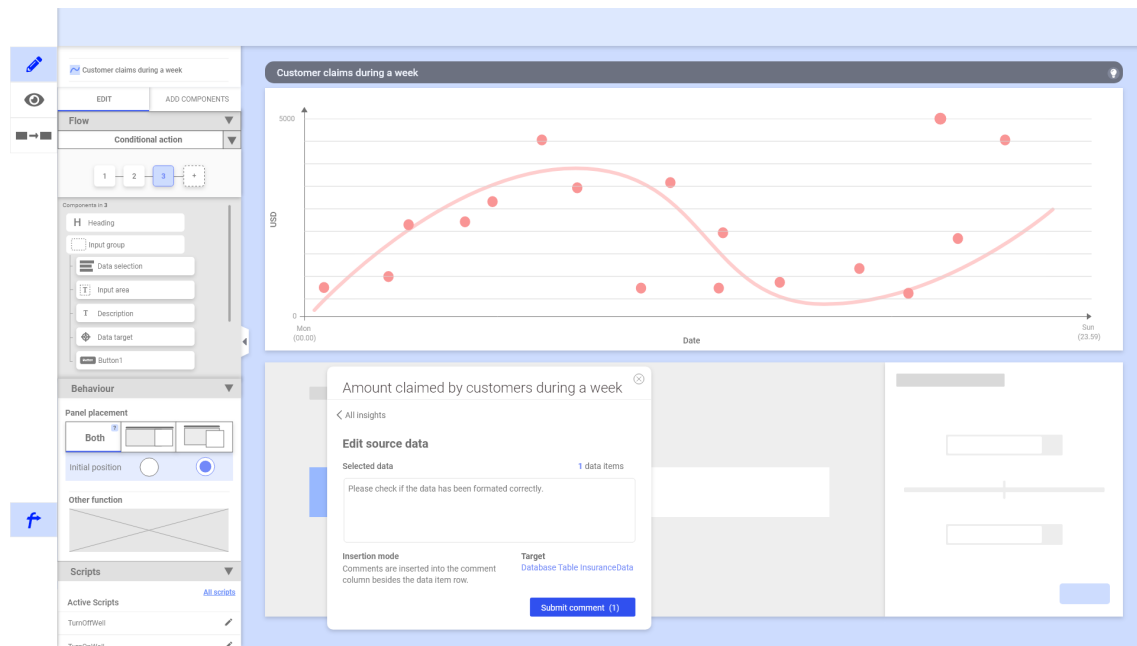 Customer claims during a week
EDIT
ADD COMPONENTS
Flow
Conditional action
1
2
3
+
Components in 3
H Heading
Input group
Data selection
T Input area
T Description
Data target
Button1
Behaviour
Panel placement
Both
?
Initial position
Other function
Scripts
All scripts
Active Scripts
TurnOffWell
Customer claims during a week
5000
USD
0
Mon
(00.00)
Date
Sun
(23.59)
Amount claimed by customers during a week
All insights
Edit source data
Selected data
1 data items
Please check if the data has been formated correctly.
Insertion mode
Comments are inserted into the comment
column besides the data item row.
Target
Database Table InsuranceData
Submit comment (1)